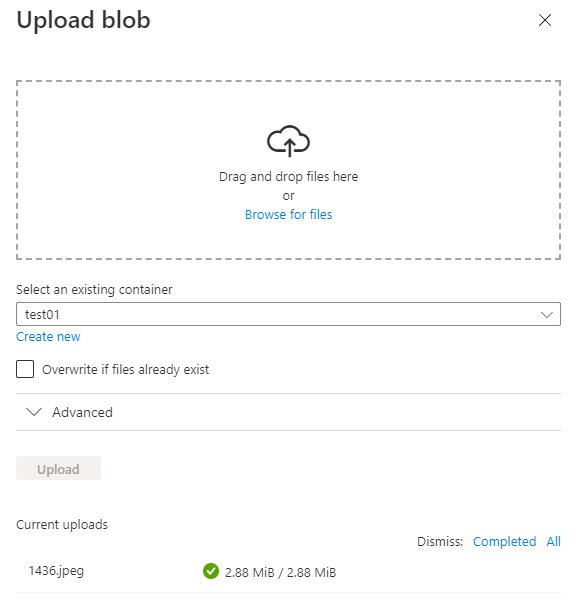 Upload blob
Drag and drop files here
or
Browse for files
Select an existing container
test01
Create new
Overwrite if files already exist
Advanced
Upload
Current uploads
Dismiss: Completed All
1436.jpeg 2.88 MiB / 2.88 MiB